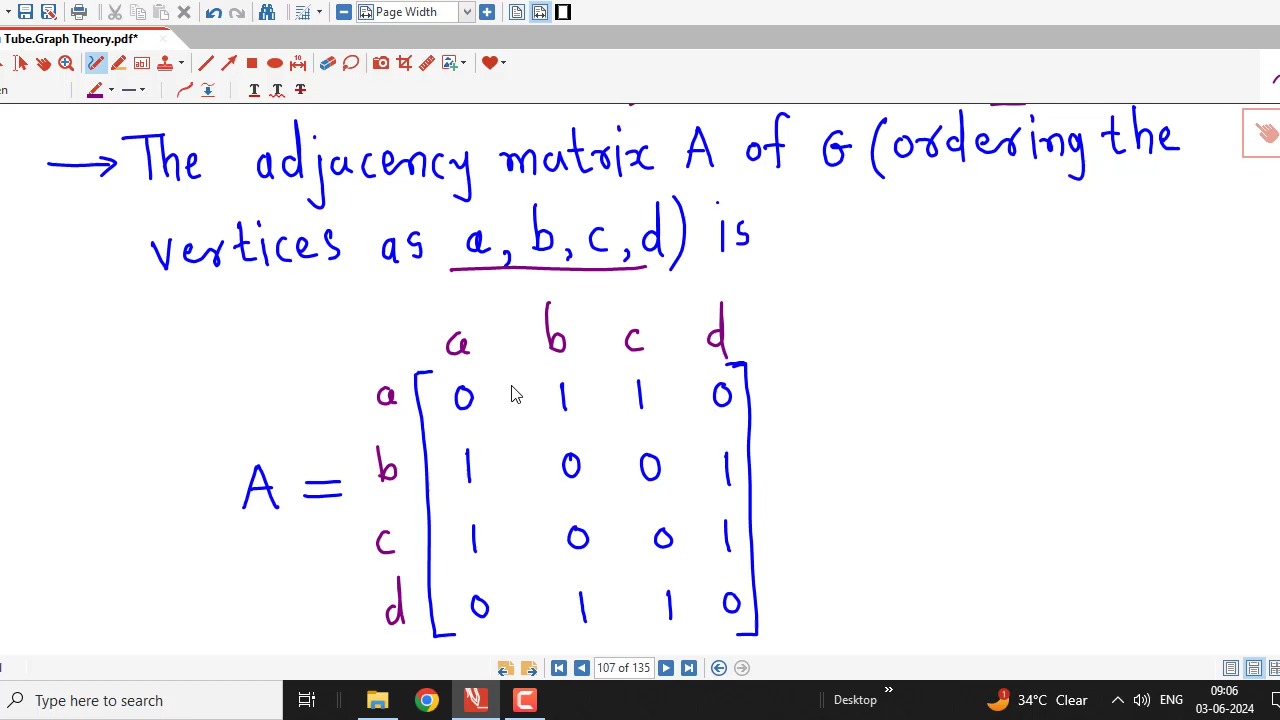 Page Width
Tube.Graph Theory.pdf*
→ The adjacency matrix A of G (ordering the
vertices as a, b, c, d) is
a b c d
a 0 1 1 0
b 1 0 0 1
A =
c 1 0 0 1
d 0 1 1 0
107 of 135
Type here to search
Desktop
1
34°C Clear
ENG
09:06
03-06-2024